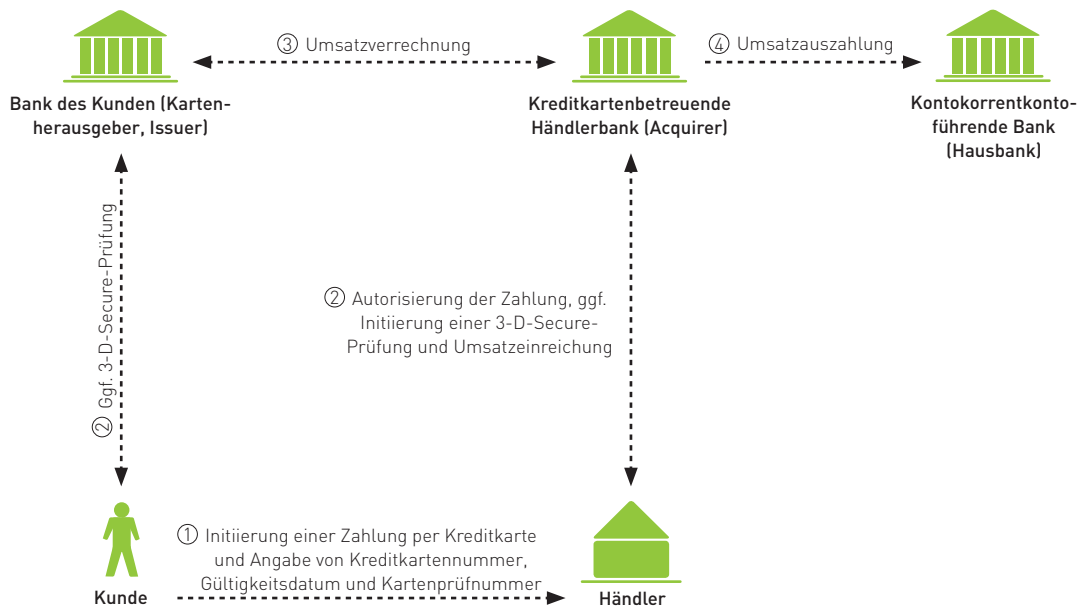 ③ Umsatzverrechnung
④ Umsatzauszahlung
Bank des Kunden (Karten-
herausgeber, Issuer)
Kreditkartenbetreuende
Händlerbank (Acquirer)
Kontokorrentkonto-
führende Bank
(Hausbank)
② Ggf. 3-D-Secure-Prüfung
② Autorisierung der Zahlung, ggf.
Initiierung einer 3-D-Secure-
Prüfung und Umsatzeinreichung
① Initiierung einer Zahlung per Kreditkarte
und Angabe von Kreditkartennummer,
Gültigkeitsdatum und Kartenprüfnummer
Kunde
Händler